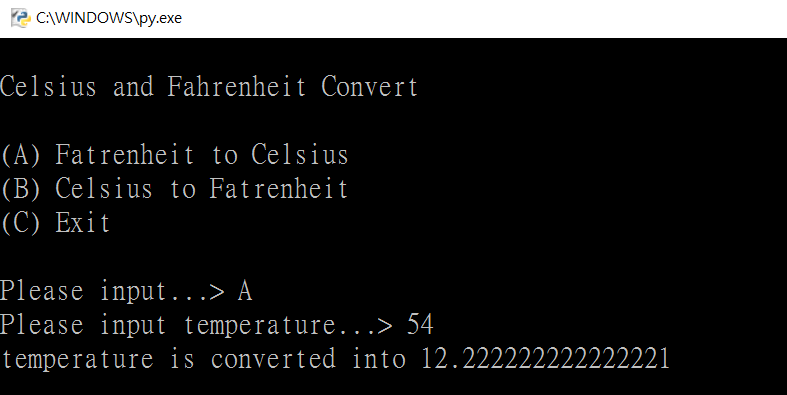 C:\WINDOWS\py.exe
Celsius and Fahrenheit Convert
(A) Fatrenheit to Celsius
(B) Celsius to Fatrenheit
(C) Exit
Please input...> A
Please input temperature...> 54
temperature is converted into 12.222222222222221